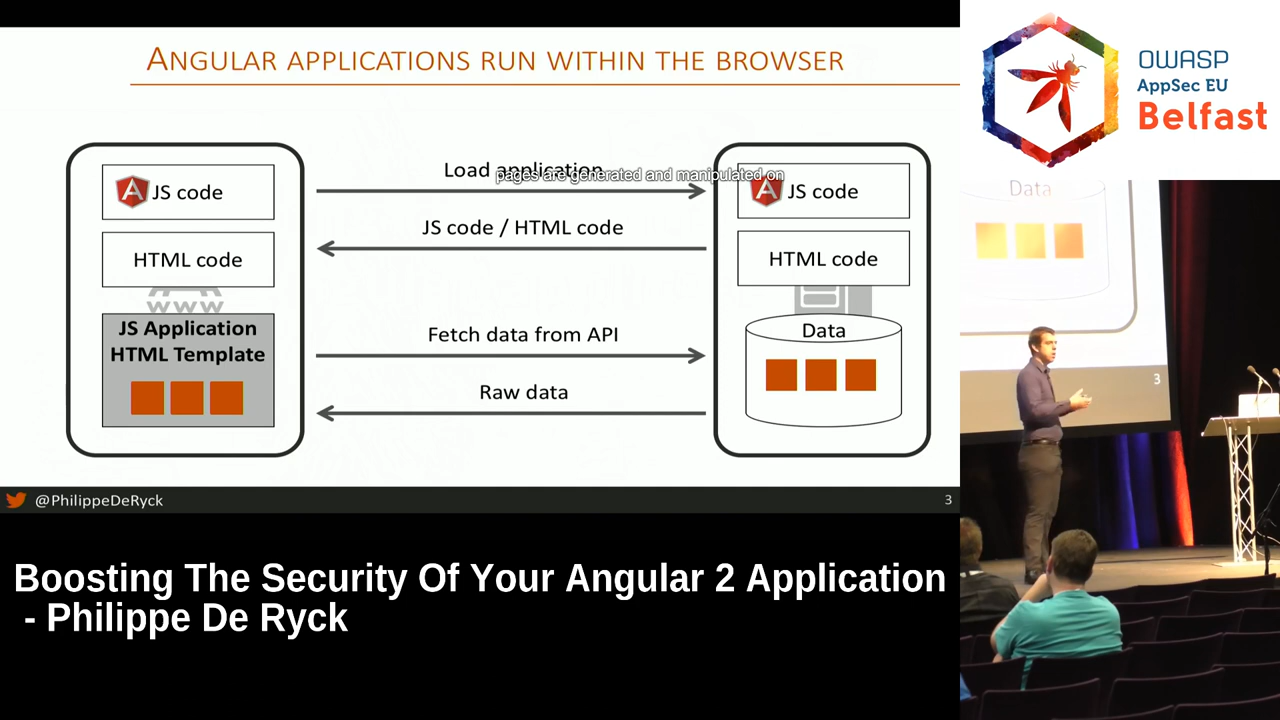 ANGULAR APPLICATIONS RUN WITHIN THE BROWSER
JS code
HTML code
WWW
JS Application
HTML Template
Load application
pages are generated and manipulated on
JS code / HTML code
Fetch data from API
Raw data
JS code
HTML code
Data
@PhilippeDeRyck
3
Boosting The Security Of Your Angular 2 Application
- Philippe De Ryck
OWASP
AppSec EU
Belfast
Data
3